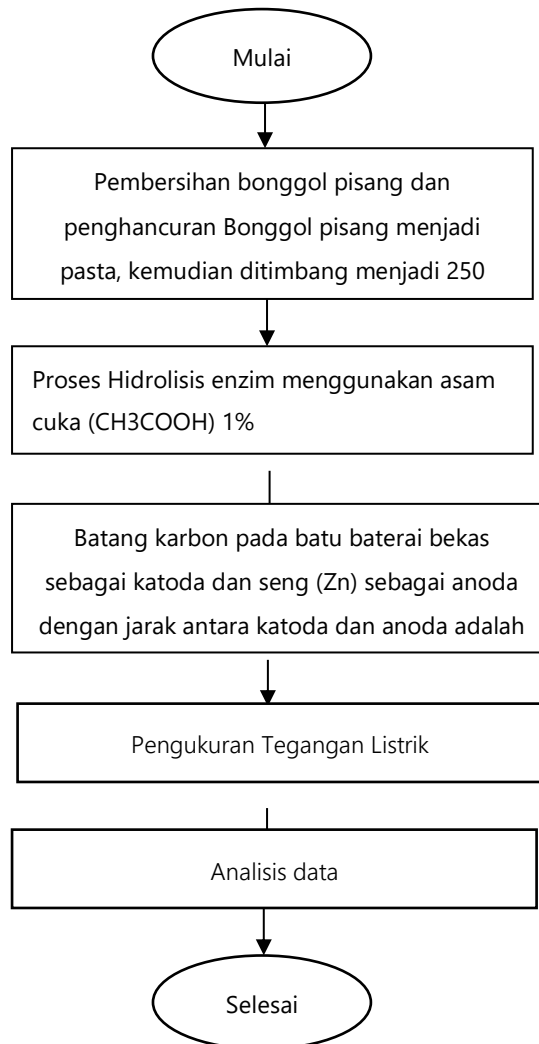 Mulai
Pembersihan bonggol pisang dan
penghancuran Bonggol pisang menjadi
pasta, kemudian ditimbang menjadi 250
Proses Hidrolisis enzim menggunakan asam
cuka (CH3COOH) 1%
Batang karbon pada batu baterai bekas
sebagai katoda dan seng (Zn) sebagai anoda
dengan jarak antara katoda dan anoda adalah
Pengukuran Tegangan Listrik
Analisis data
Selesai